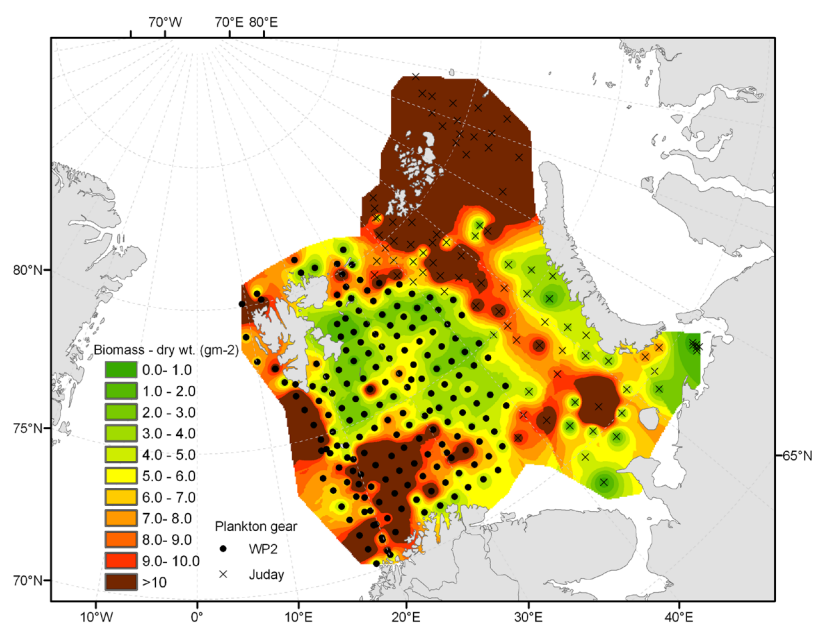 70°W 70°E 80°E
80°N
75°N
70°N
65°N
Biomass - dry wt. (gm-2)
0.0- 1.0
1.0 - 2.0
2.0 - 3.0
3.0 - 4.0
4.0 - 5.0
5.0 - 6.0
6.0 - 7.0
7.0- 8.0
8.0 - 9.0
9.0- 10.0
>10
Plankton gear
WP2
Juday
10°W 0° 10°E 20°E 30°E 40°E